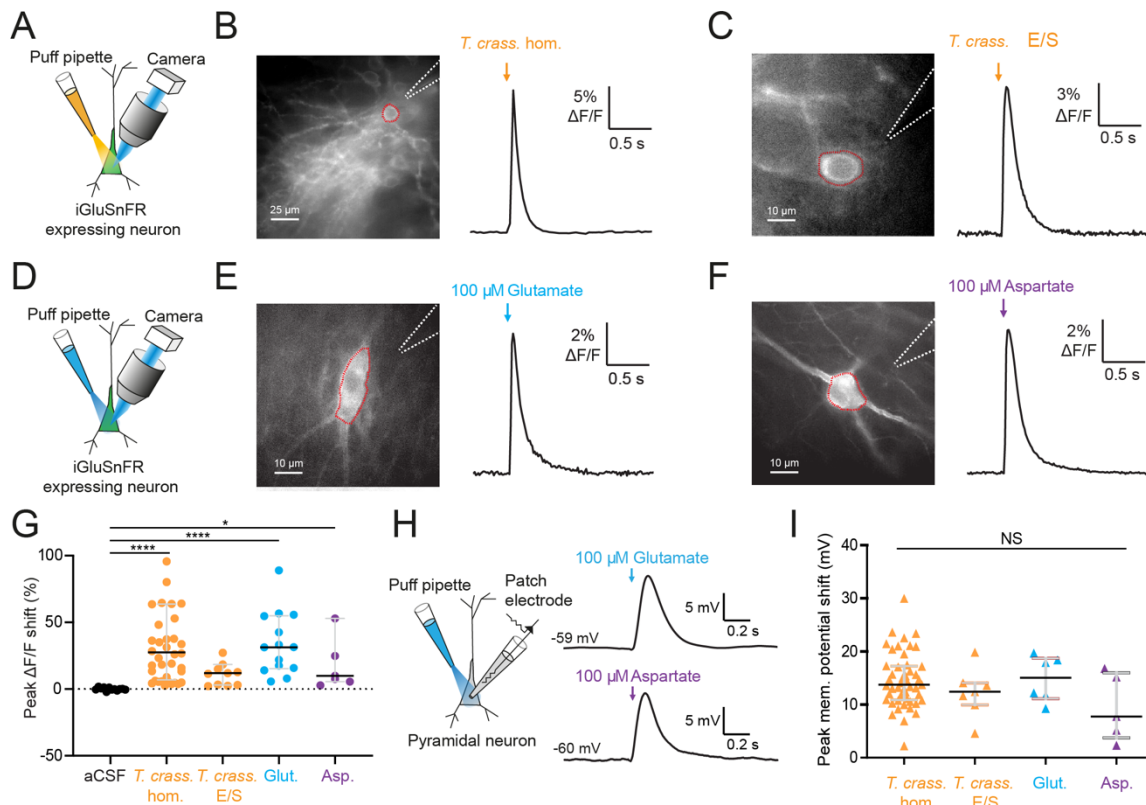 A
Puff pipette
Camera
iGluSnFR
expressing neuron
B
25 µm
T. crass. hom.
5%
ΔF/F
0.5 s
C
10 µm
T. crass. E/S
3%
ΔF/F
0.5 s
D
Puff pipette
Camera
iGluSnFR
expressing neuron
E
10 µm
100 µM Glutamate
2%
ΔF/F
0.5 s
F
10 µm
100 µM Aspartate
2%
ΔF/F
0.5 s
G
Peak ΔF/F shift (%)
100
50
0
-50
*
****
****
aCSF
T. crass.
hom.
T. crass.
E/S
Glut.
Asp.
H
Puff pipette
Patch
electrode
Pyramidal neuron
100 µM Glutamate
-59 mV
5 mV
0.2 s
100 µM Aspartate
-60 mV
5 mV
0.2 s
I
Peak mem. potential shift (mV)
40
30
20
10
0
NS
T. crass.
hom
T. crass.
E/S
Glut.
Asp.